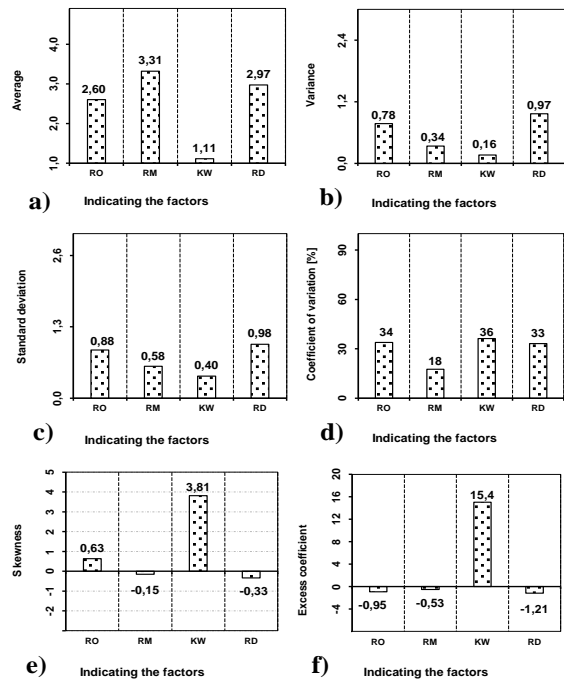 4,0
3,0
2,0
1,0
Average
2,60
3,31
1,11
2,97
RO RM KW RD
a) Indicating the factors
2,4
1,2
0,0
Variance
0,78
0,34
0,16
0,97
RO RM KW RD
b) Indicating the factors
2,6
1,3
0,0
Standard deviation
0,88
0,58
0,40
0,98
RO RM KW RD
c) Indicating the factors
90
60
30
0
Coefficient of variation [%]
34
18
36
33
RO RM KW RD
d) Indicating the factors
5
4
3
2
1
0
-1
-2
S kewness
0,63
-0,15
3,81
-0,33
RO RM KW RD
e) Indicating the factors
20
16
12
8
4
0
-4
Excess coefficient
-0,95
-0,53
15,4
-1,21
RO RM KW RD
f) Indicating the factors